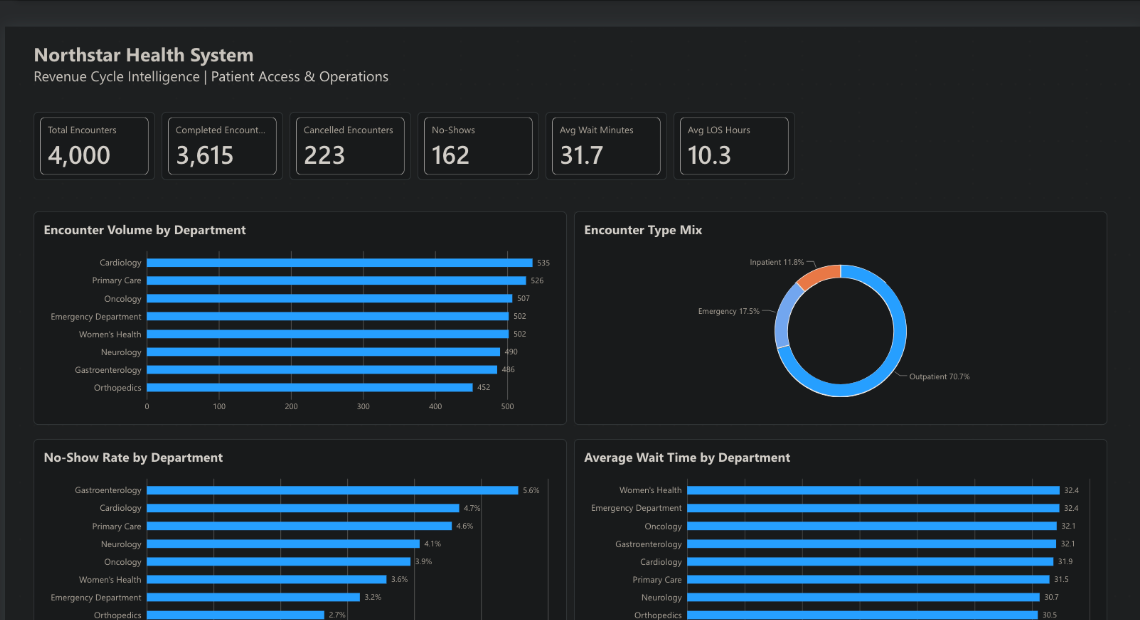 Northstar Health System
Revenue Cycle Intelligence | Patient Access & Operations
Total Encounters
4,000
Completed Encount...
3,615
Cancelled Encounters
223
No-Shows
162
Avg Wait Minutes
31.7
Avg LOS Hours
10.3
Encounter Volume by Department
Cardiology 535
Primary Care 526
Oncology 507
Emergency Department 502
Women's Health 502
Neurology 490
Gastroenterology 486
Orthopedics 452
0 100 200 300 400 500
Encounter Type Mix
Inpatient 11.8%
Emergency 17.5%
Outpatient 70.7%
No-Show Rate by Department
Gastroenterology 5.6%
Cardiology 4.7%
Primary Care 4.6%
Neurology 4.1%
Oncology 3.9%
Women's Health 3.6%
Emergency Department 3.2%
Orthopedics 2.7%
Average Wait Time by Department
Women's Health 32.4
Emergency Department 32.4
Oncology 32.1
Gastroenterology 32.1
Cardiology 31.9
Primary Care 31.5
Neurology 30.7
Orthopedics 30.5